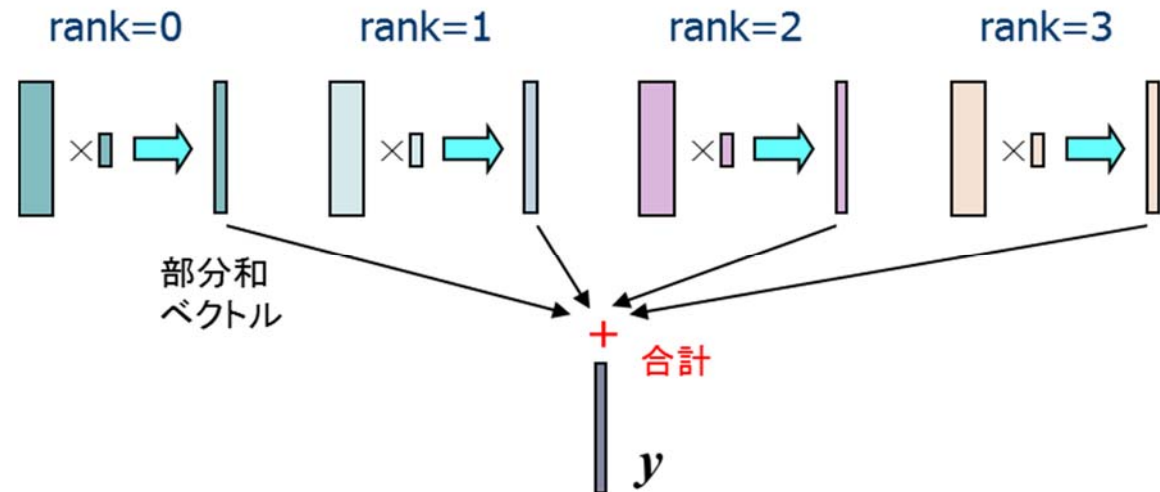 rank=0
rank=1
rank=2
rank=3
×
×
×
×
部分和
ベクトル
+
合計
y